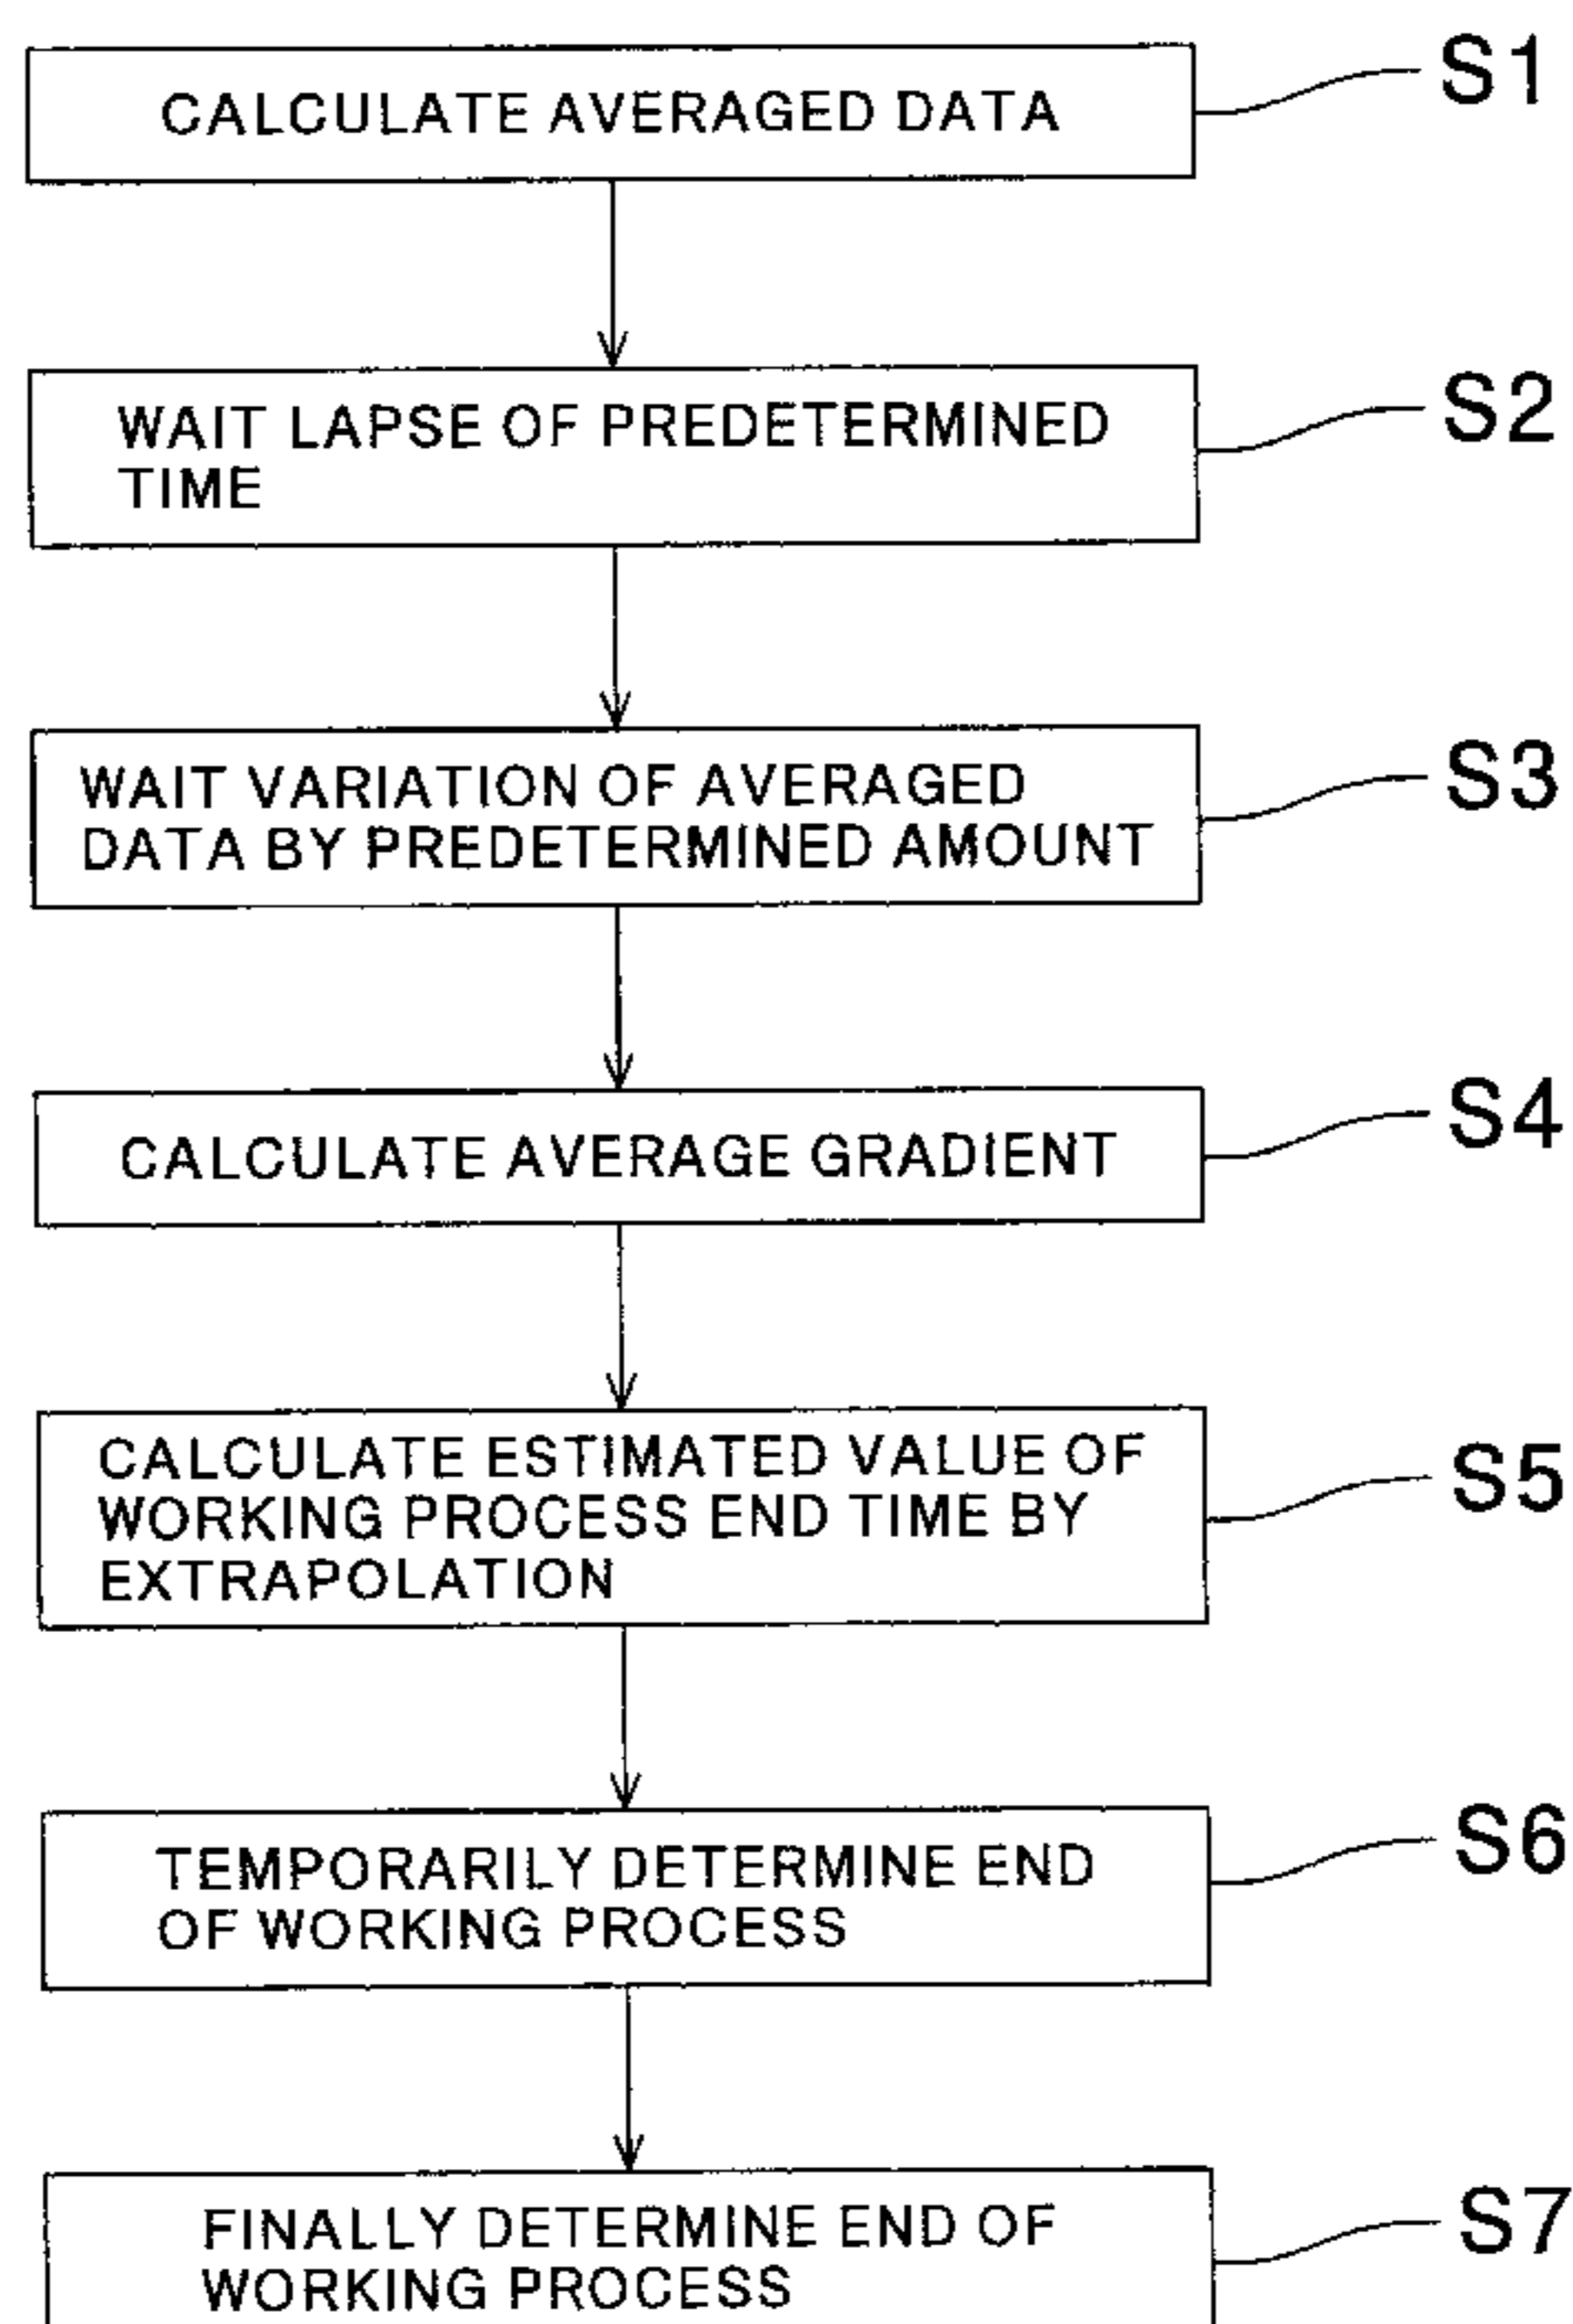 CALCULATE AVERAGED DATA
S1
WAIT LAPSE OF PREDETERMINED
TIME
S2
WAIT VARIATION OF AVERAGED
DATA BY PREDETERMINED AMOUNT
S3
CALCULATE AVERAGE GRADIENT
S4
CALCULATE ESTIMATED VALUE OF
WORKING PROCESS END TIME BY
EXTRAPOLATION
S5
TEMPORARILY DETERMINE END
OF WORKING PROCESS
S6
FINALLY DETERMINE END OF
WORKING PROCESS
S7